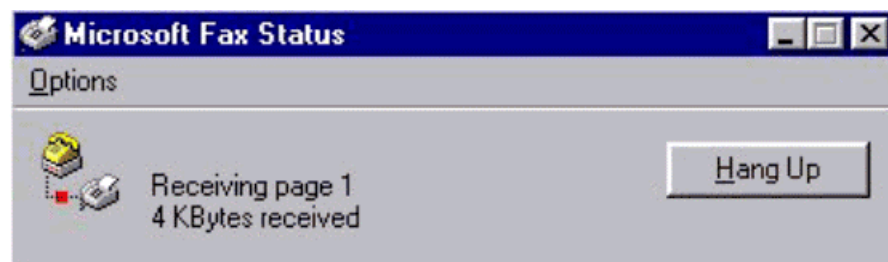 Microsoft Fax Status
Options
Hang Up
Receiving page 1
4 KBytes received